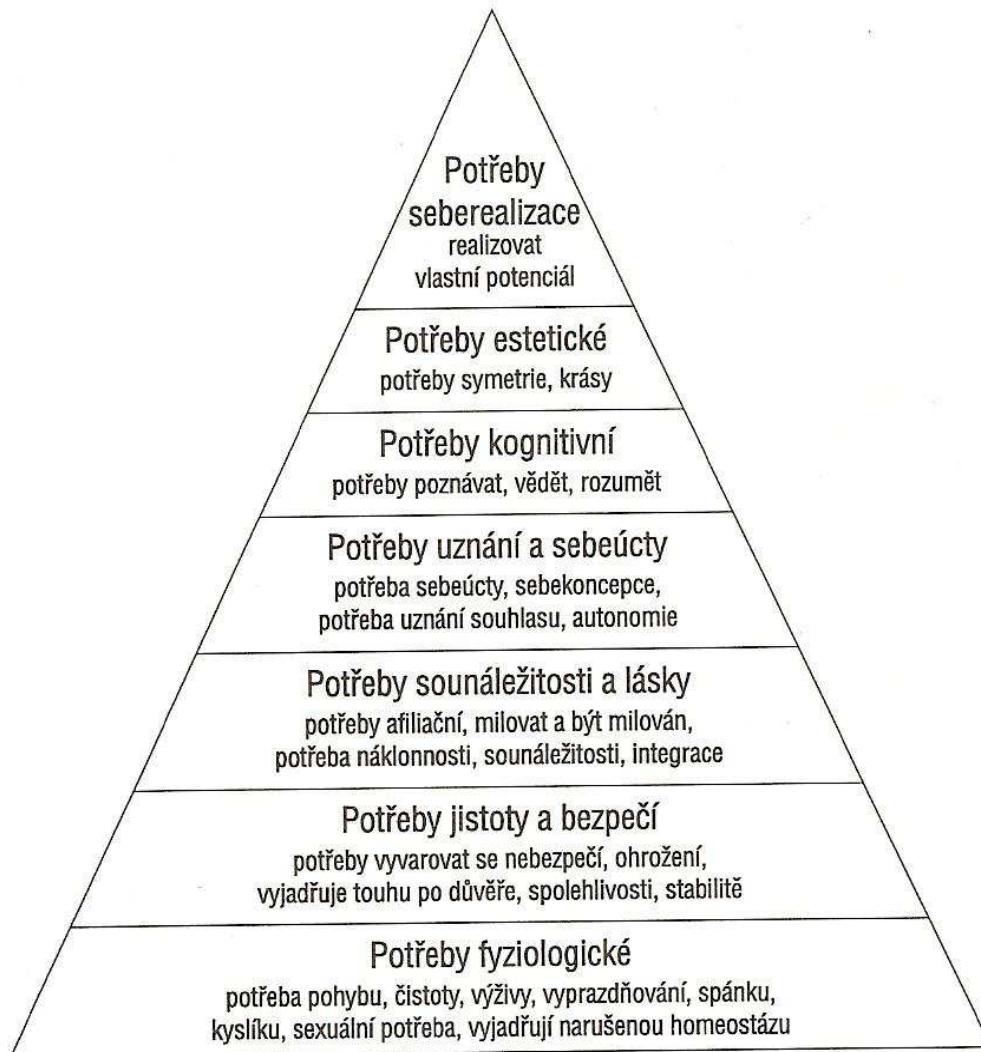 Potřeby
seberealizace
realizovat
vlastní potenciál
Potřeby estetické
potřeby symetrie, krásy
Potřeby kognitivní
potřeby poznávat, vědět, rozumět
Potřeby uznání a sebeúcty
potřeba sebeúcty, sebekoncepce,
potřeba uznání souhlasu, autonomie
Potřeby sounáležitosti a lásky
potřeby afiliační, milovat a být milován,
potřeba náklonnosti, sounáležitosti, integrace
Potřeby jistoty a bezpečí
potřeby vyvarovat se nebezpečí, ohrožení,
vyjadřuje touhu po důvěře, spolehlivosti, stabilitě
Potřeby fyziologické
potřeba pohybu, čistoty, výživy, vyprazdňování, spánku,
kyslíku, sexuální potřeba, vyjadřují narušenou homeostázu